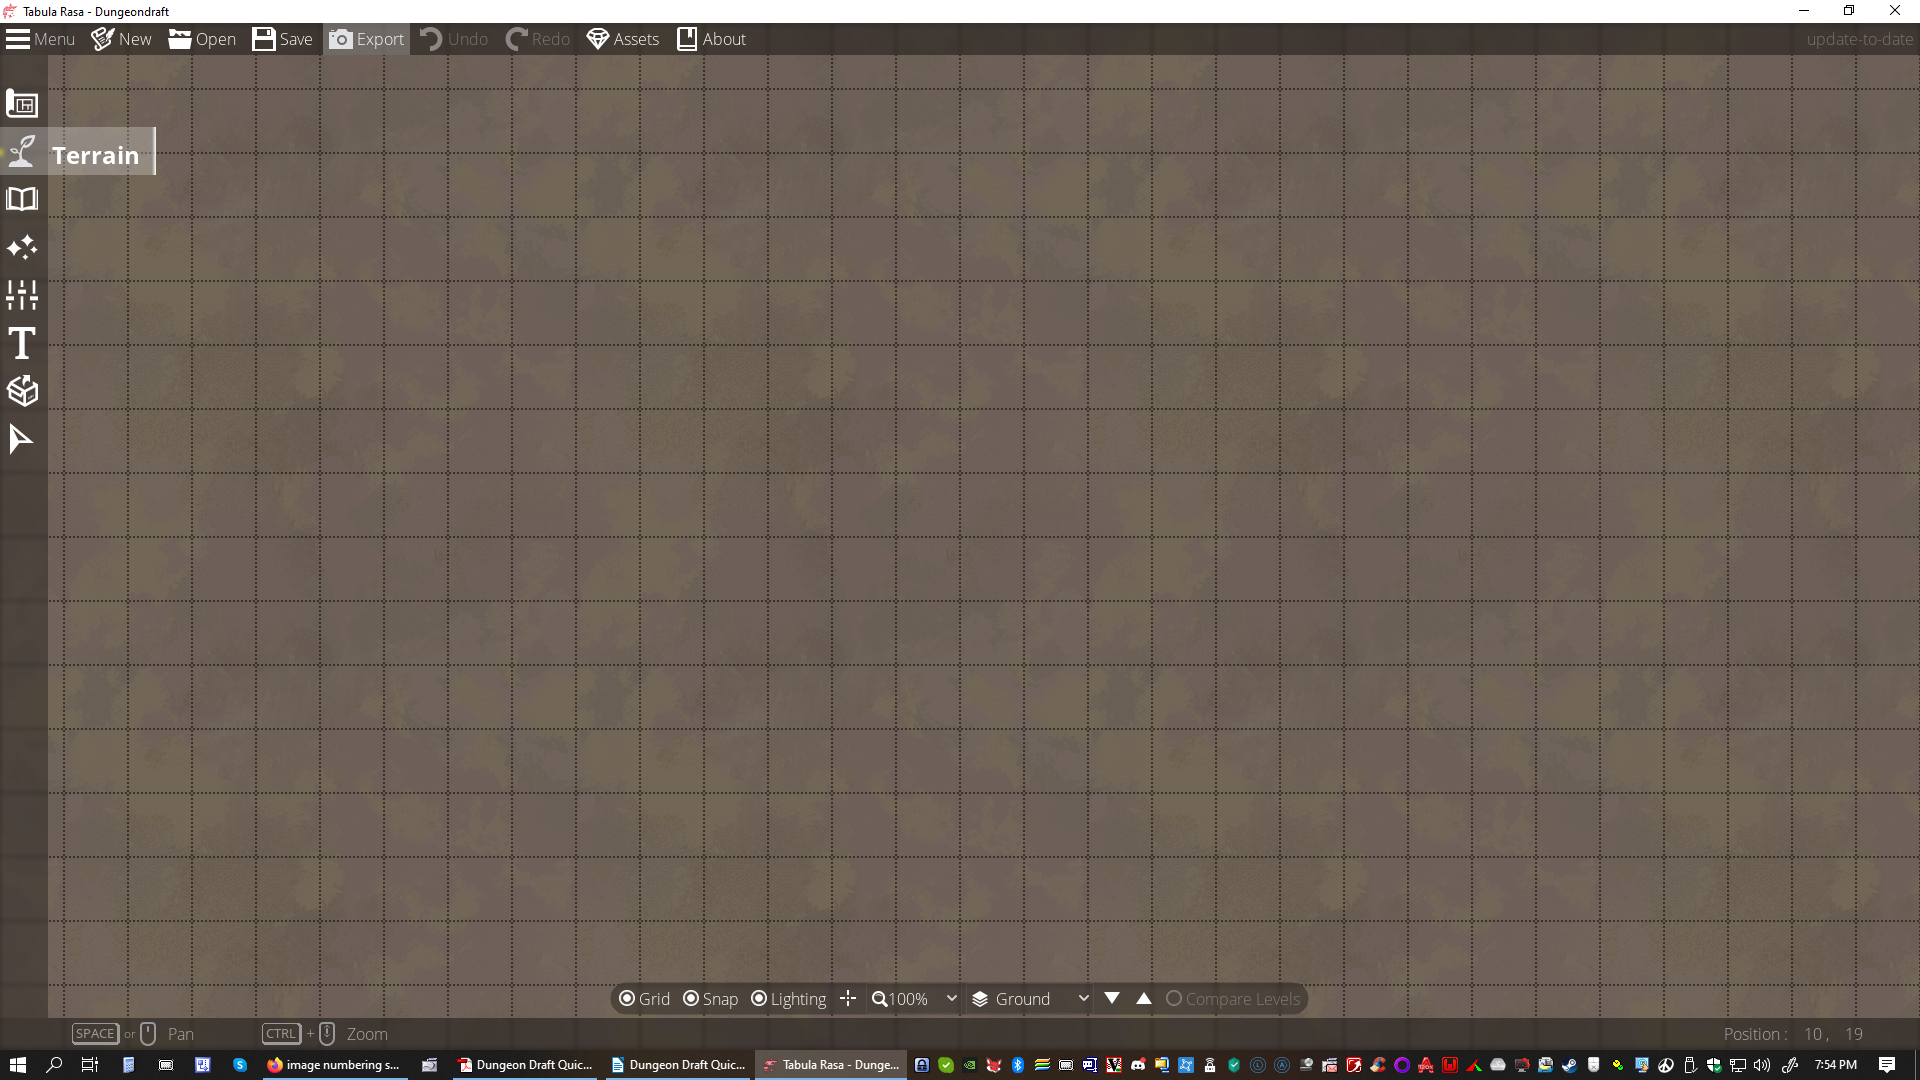 Tabula Rasa - Dungeondraft
Menu New Open Save Export Undo Redo Assets About update-to-date
Terrain
Grid Snap Lighting 100% Ground Compare Levels
SPACE or Pan CTRL + Zoom Position : 10 , 19
image numbering s... Dungeon Draft Quic... Dungeon Draft Quic... Tabula Rasa - Dunge... 7:54 PM